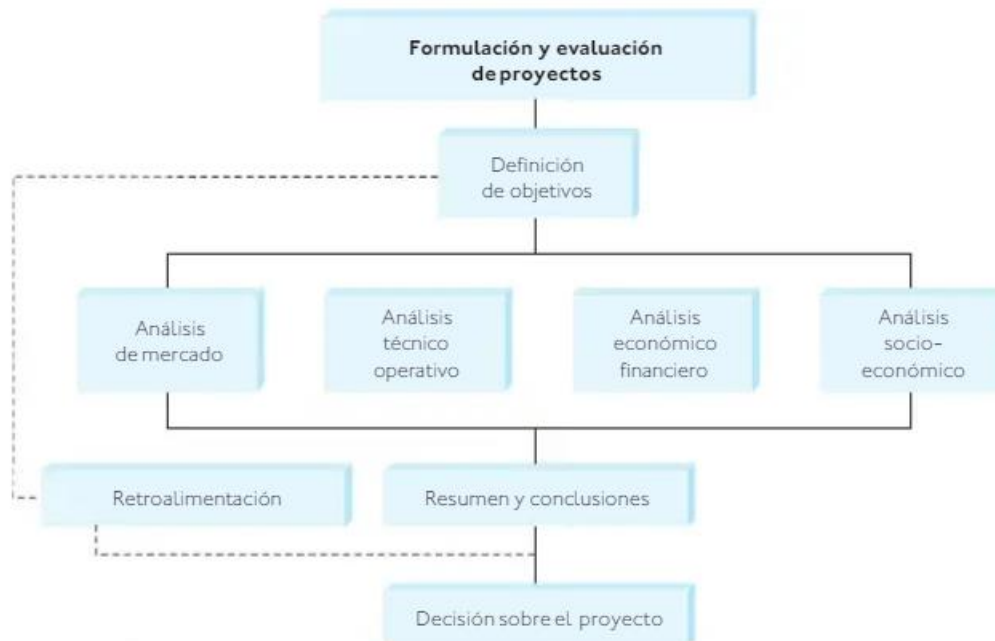 Formulación y evaluación
de proyectos
Definición
de objetivos
Análisis
de mercado
Análisis
técnico
operativo
Análisis
económico
financiero
Análisis
socio-
económico
Retroalimentación
Resumen y conclusiones
Decisión sobre el proyecto